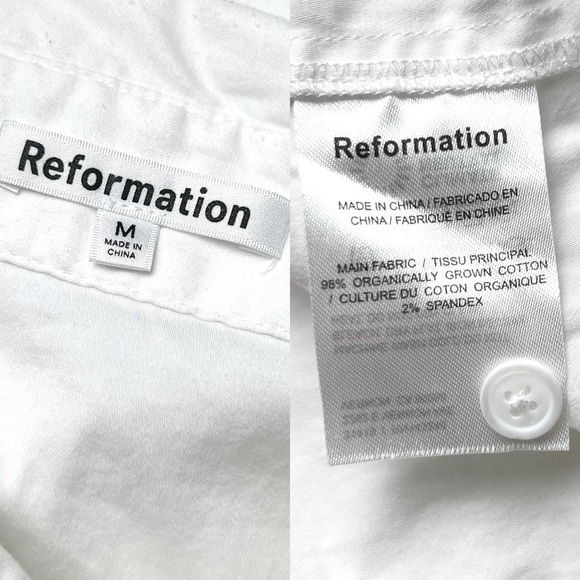 Reformation
M
MADE IN
CHINA
Reformation
MADE IN CHINA / FABRICADO EN
CHINA / FABRIQUÉ EN CHINE
MAIN FABRIC / TISSU PRINCIPAL
98% ORGANICALLY GROWN COTTON
/ CULTURE DU COTON ORGANIQUE
2% SPANDEX